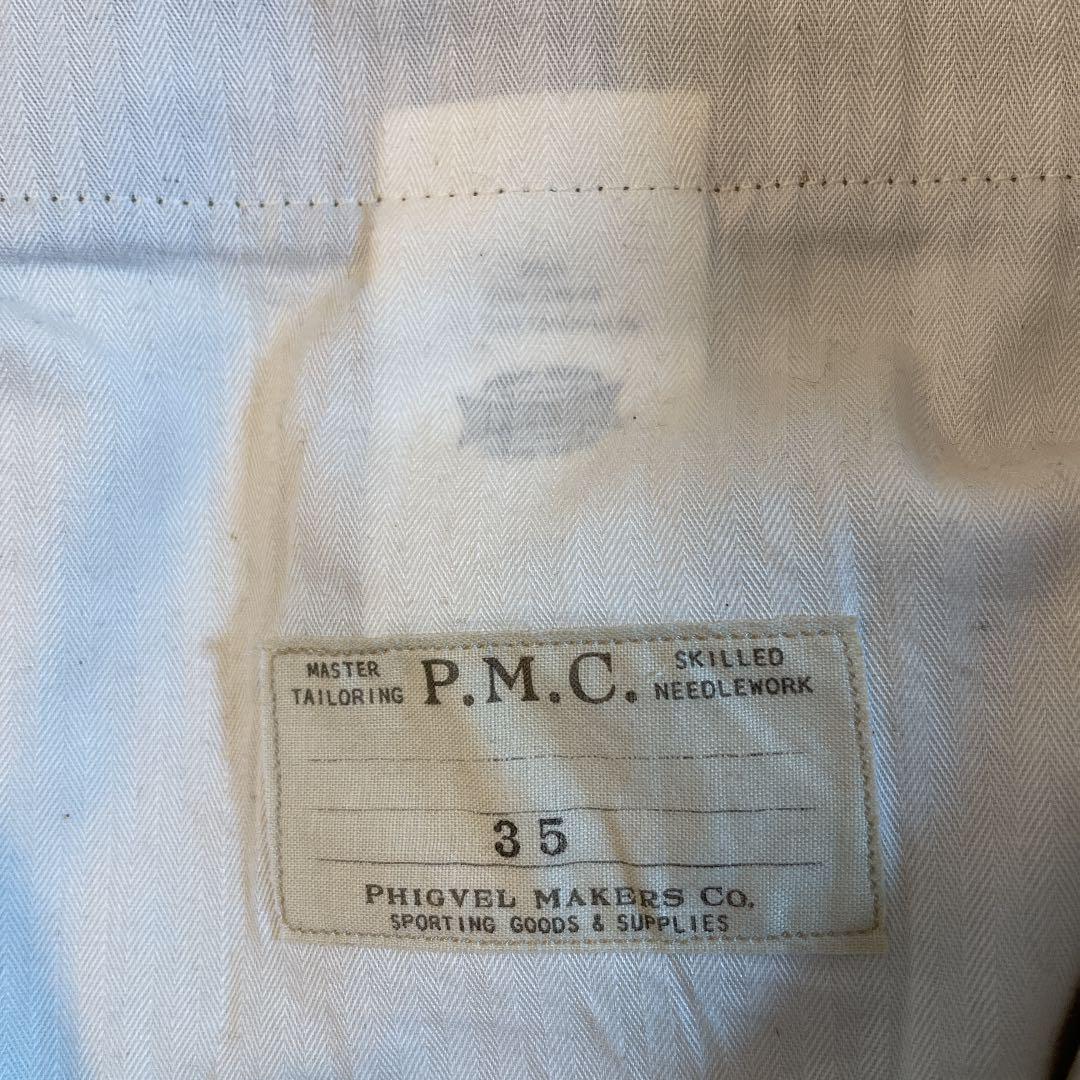 MASTER TAILORING P.M.C. SKILLED NEEDLEWORK
35
PHIGVEL MAKERS CO.
SPORTING GOODS & SUPPLIES